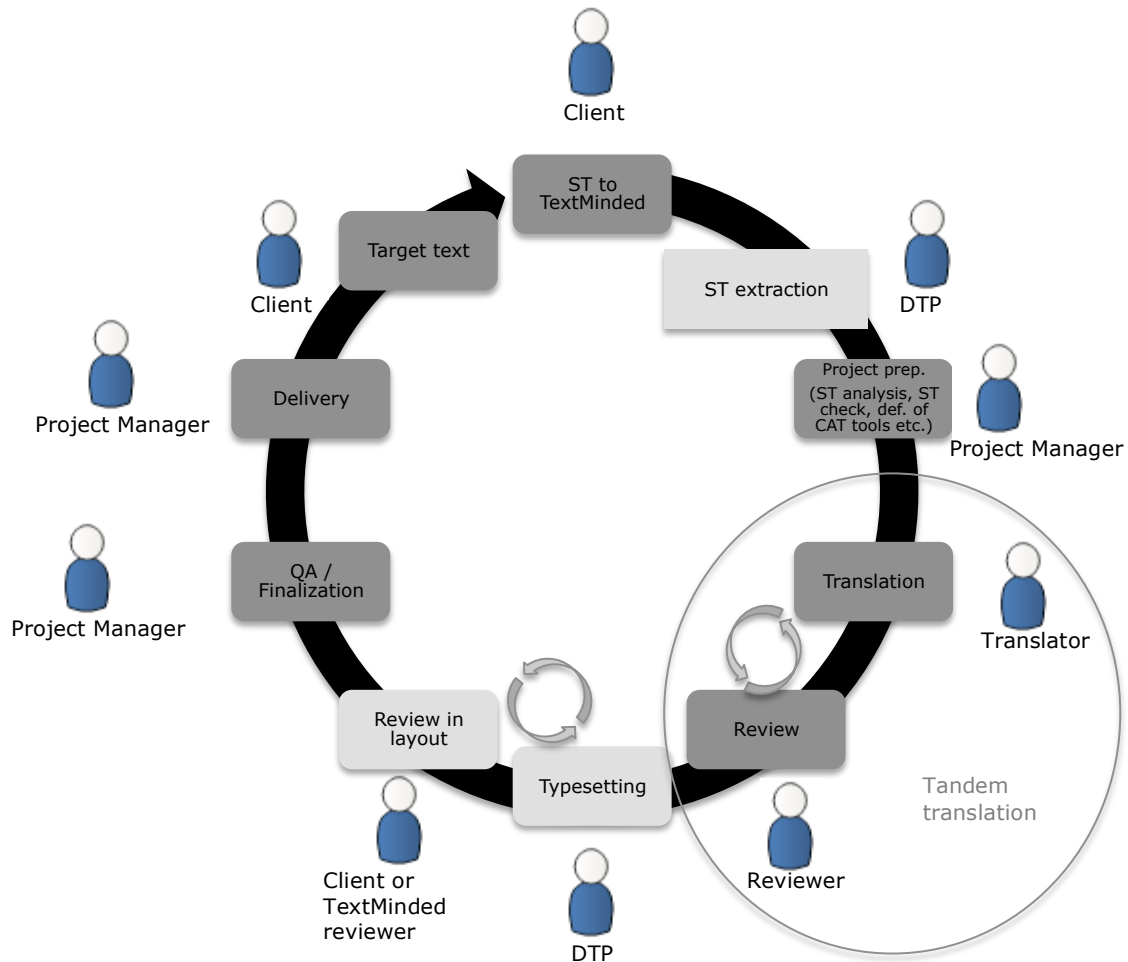 Client
ST to
TextMinded
ST extraction
DTP
Project prep.
(ST analysis, ST
check, def. of
CAT tools etc.)
Project Manager
Translation
Translator
Review
Reviewer
Tandem
translation
Typesetting
DTP
Review in
layout
Client or
TextMinded
reviewer
QA /
Finalization
Project Manager
Delivery
Project Manager
Target text
Client